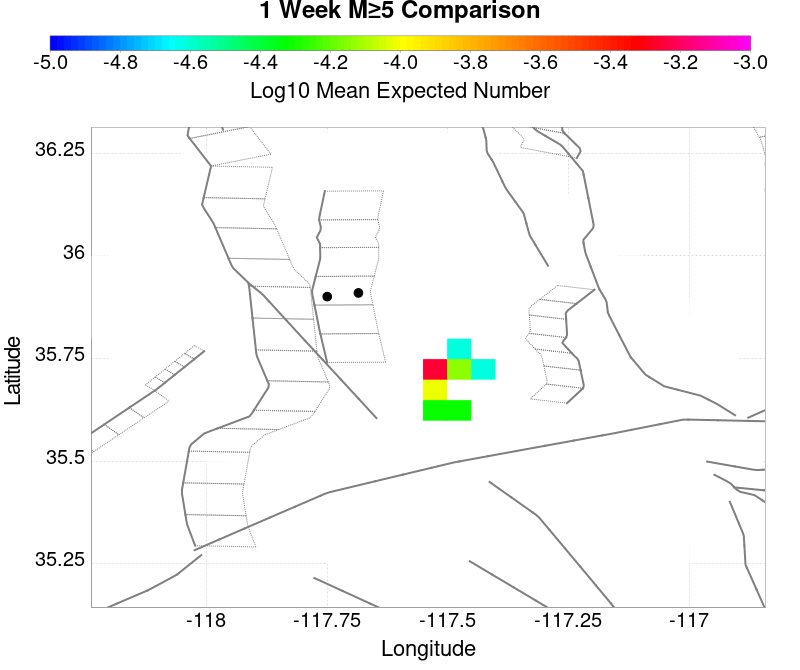 1 Week M≥5 Comparison
-5.0 -4.8 -4.6 -4.4 -4.2 -4.0 -3.8 -3.6 -3.4 -3.2 -3.0
Log10 Mean Expected Number
36.25
36
35.75
35.5
35.25
Latitude
-118 -117.75 -117.5 -117.25 -117
Longitude